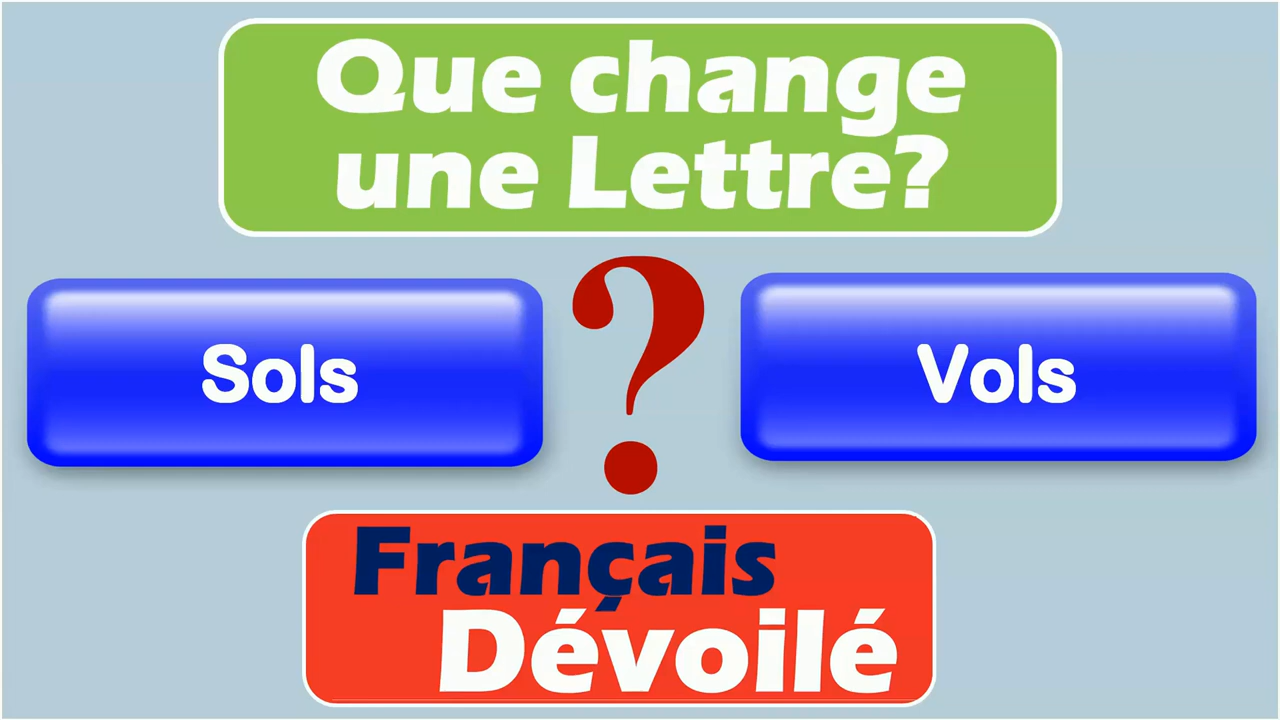 Que change
une Lettre?
Sols
?
Vols
Français
Dévoilé